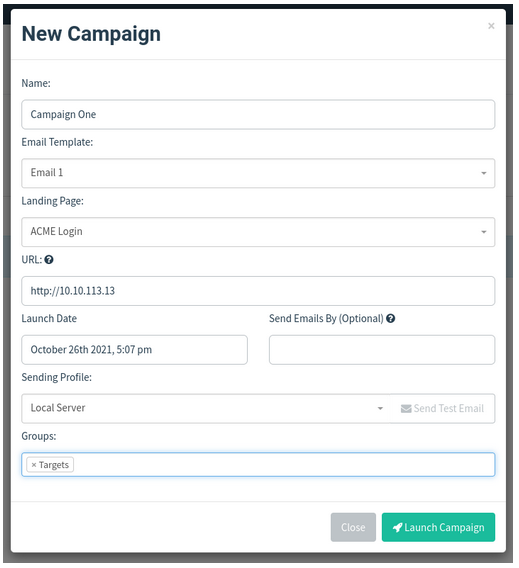 New Campaign
×
Name:
Campaign One
Email Template:
Email 1
Landing Page:
ACME Login
URL: ?
http://10.10.113.13
Launch Date
Send Emails By (Optional) ?
October 26th 2021, 5:07 pm
Sending Profile:
Local Server
Send Test Email
Groups:
× Targets
Close
Launch Campaign